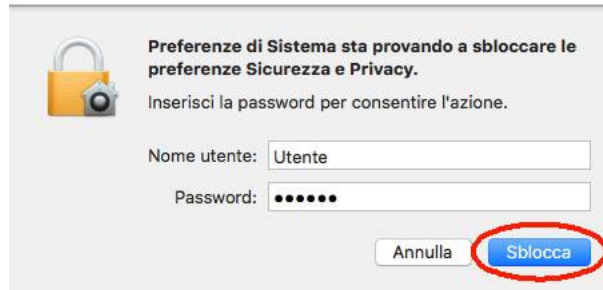 Preferenze di Sistema sta provando a sbloccare le
preferenze Sicurezza e Privacy.
Inserisci la password per consentire l'azione.
Nome utente: Utente
Password: ●●●●●●
Annulla Sblocca